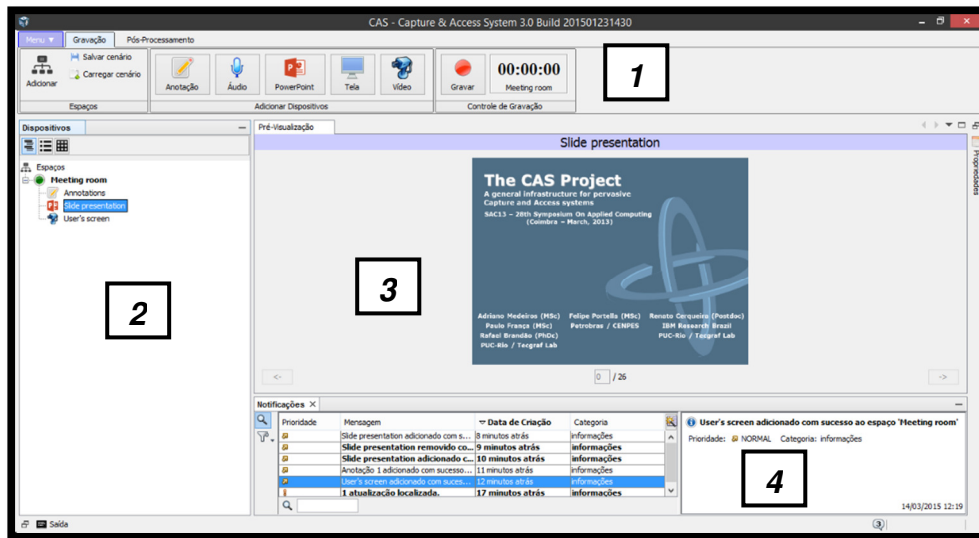 CAS - Capture & Access System 3.0 Build 201501231430
Menu ▼ Gravação Pós-Processamento
Adicionar
Salvar cenário
Carregar cenário
Espaços
Anotação Áudio PowerPoint Tela Vídeo
Adicionar Dispositivos
Gravar
00:00:00
Meeting room
Controle de Gravação
1
Dispositivos
Espaços
Meeting room
Annotations
Slide presentation
User's screen
2
Pré-Visualização
Slide presentation
The CAS Project
A general infrastructure for pervasive
Capture and Access
systems
SAC13 – 28th Symposium On Applied Computing
(Coimbra – March, 2013)
Adriano Medeiros (MSc)
Paulo França (MSc)
Rafael Brandão (PhDc)
PUC-Rio / Tecgraf Lab
Felipe Portella (MSc)
Petrobras / CENPES
Renato Cerqueira (Postdoc)
IBM Research Brazil
PUC-Rio / Tecgraf Lab
3
<- 0 / 26 ->
Propriedades
Notificações X
Prioridade Mensagem Data de Criação Categoria
Slide presentation adicionado com s... 8 minutos atrás informações
Slide presentation removido co... 9 minutos atrás informações
Slide presentation adicionado c... 10 minutos atrás informações
Anotação 1 adicionado com sucesso... 11 minutos atrás informações
User's screen adicionado com suces... 12 minutos atrás informações
1 atualização localizada. 17 minutos atrás informações
User's screen adicionado com sucesso ao espaço 'Meeting room'
Prioridade: NORMAL Categoria: informações
4
14/03/2015 12:19
Saída
3